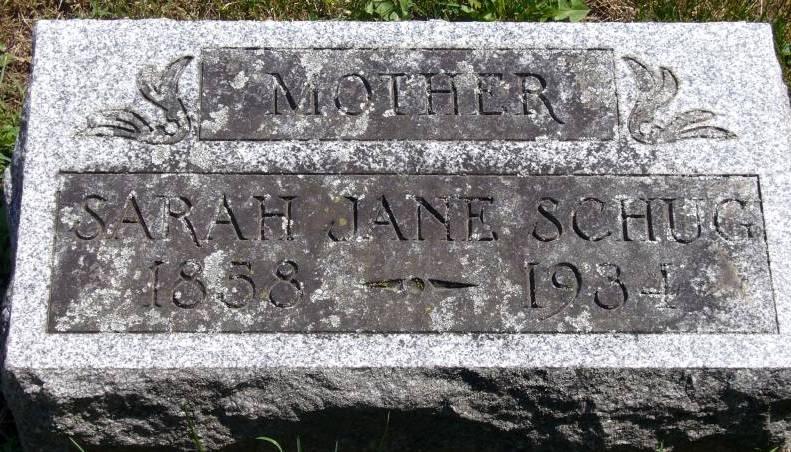 MOTHER
SARAH JANE SCHUG
1858 - 1934